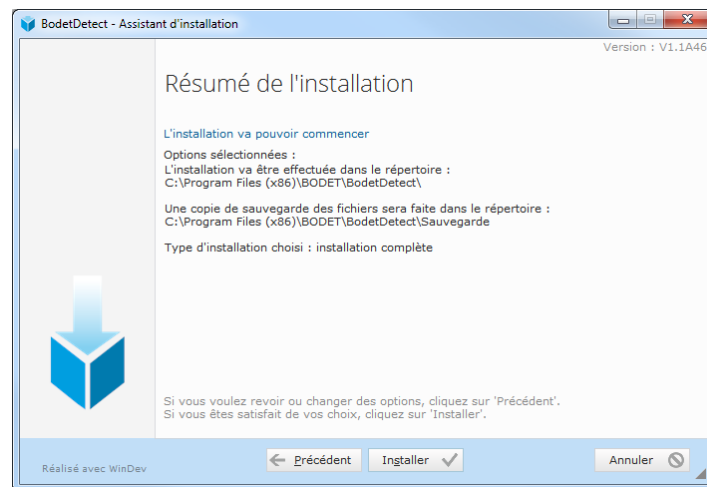 BodetDetect - Assistant d'installation
Version : V1.1A46
Résumé de l'installation
L'installation va pouvoir commencer
Options sélectionnées :
L'installation va être effectuée dans le répertoire :
C:\Program Files (x86)\BODET\BodetDetect\
Une copie de sauvegarde des fichiers sera faite dans le répertoire :
C:\Program Files (x86)\BODET\BodetDetect\Sauvegarde
Type d'installation choisi : installation complète
Si vous voulez revoir ou changer des options, cliquez sur 'Précédent'.
Si vous êtes satisfait de vos choix, cliquez sur 'Installer'.
Réalisé avec WinDev
Précédent
Installer
Annuler